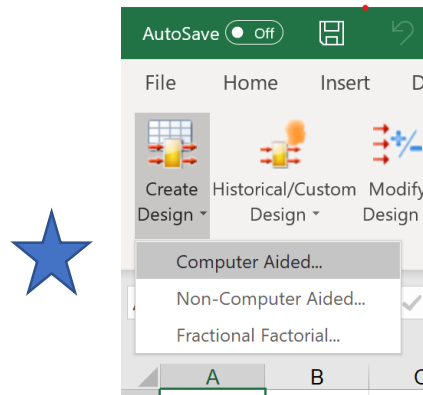 AutoSave Off
File Home Insert D
Create Design Historical/Custom Design Modify Design
Computer Aided...
Non-Computer Aided...
Fractional Factorial...
A B C